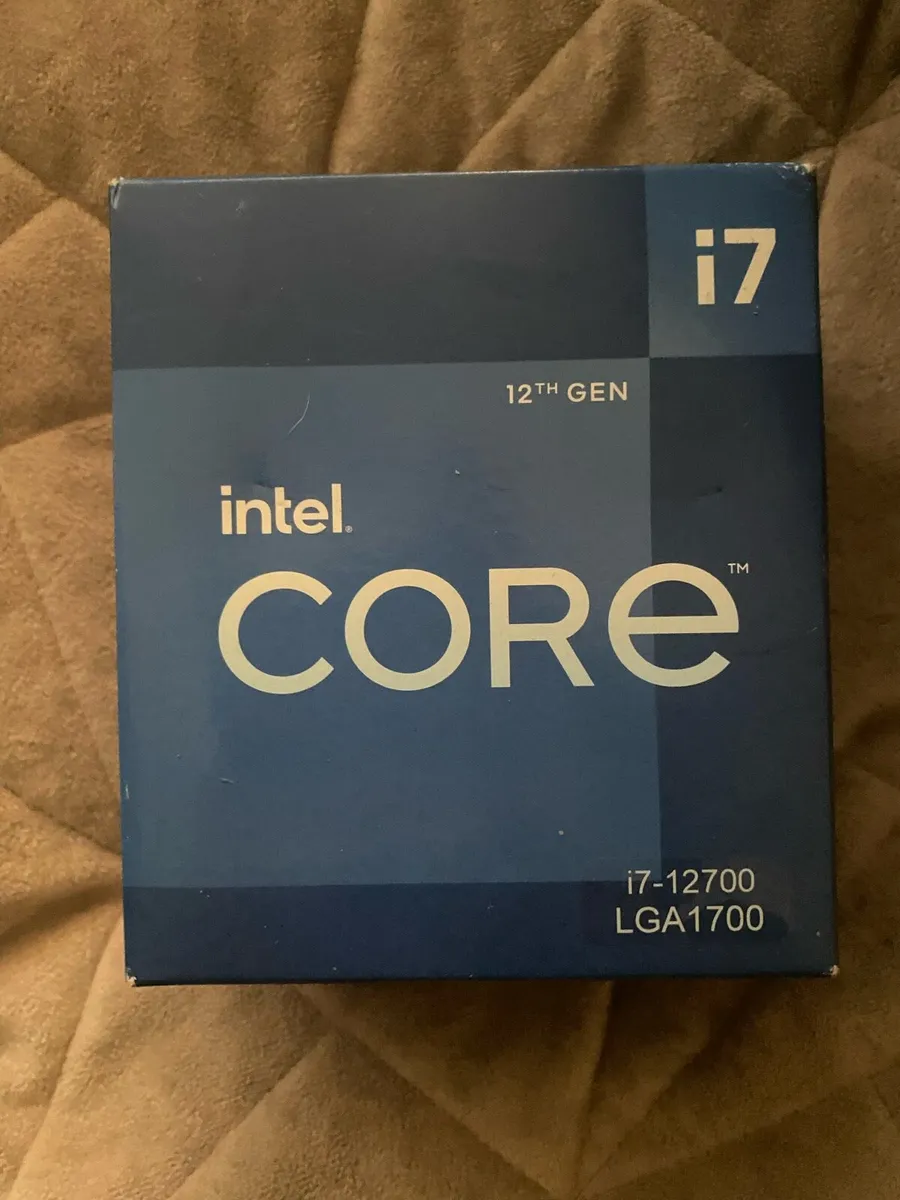 i7
12TH GEN
intel®
CORe™
i7-12700
LGA1700